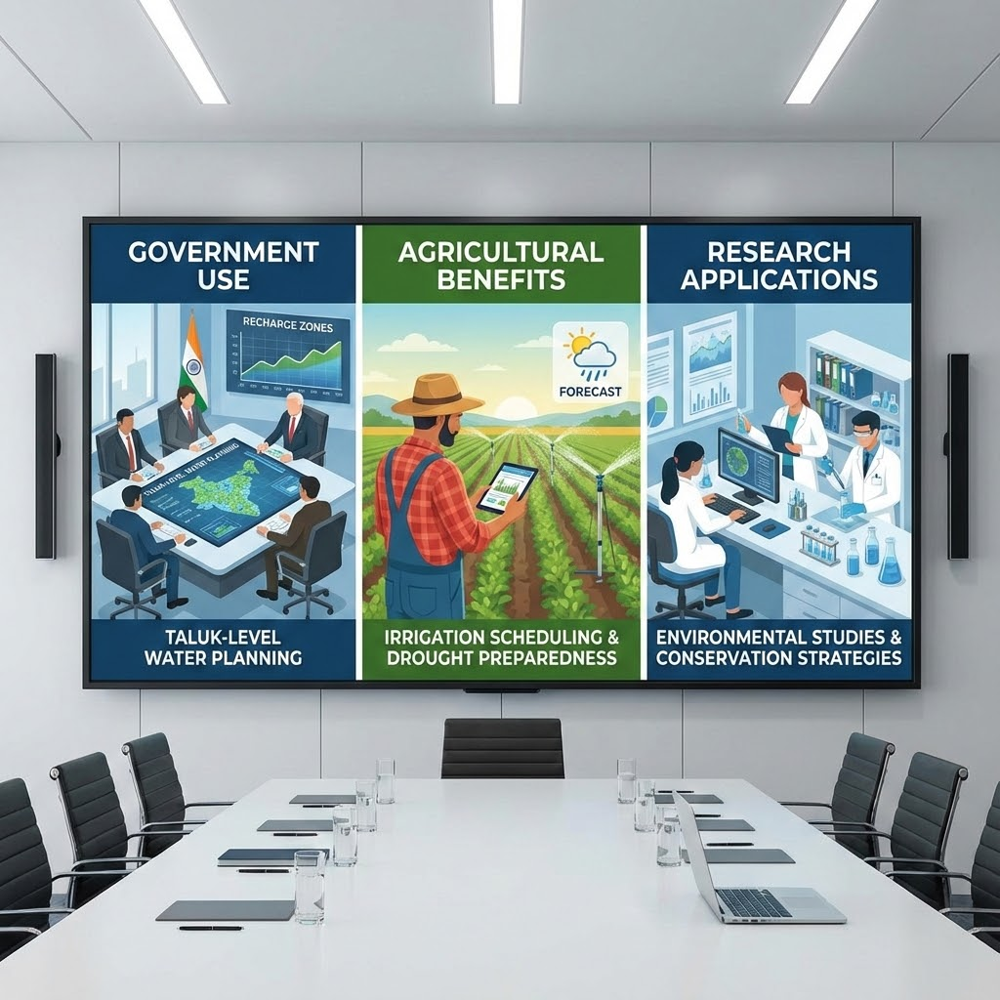 GOVERNMENT
USE
RECHARGE ZONES
TALUK-LEVEL
WATER PLANNING
AGRICULTURAL
BENEFITS
FORECAST
IRRIGATION SCHEDULING &
DROUGHT PREPAREDNESS
RESEARCH
APPLICATIONS
ENVIRONMENTAL STUDIES &
CONSERVATION STRATEGIES